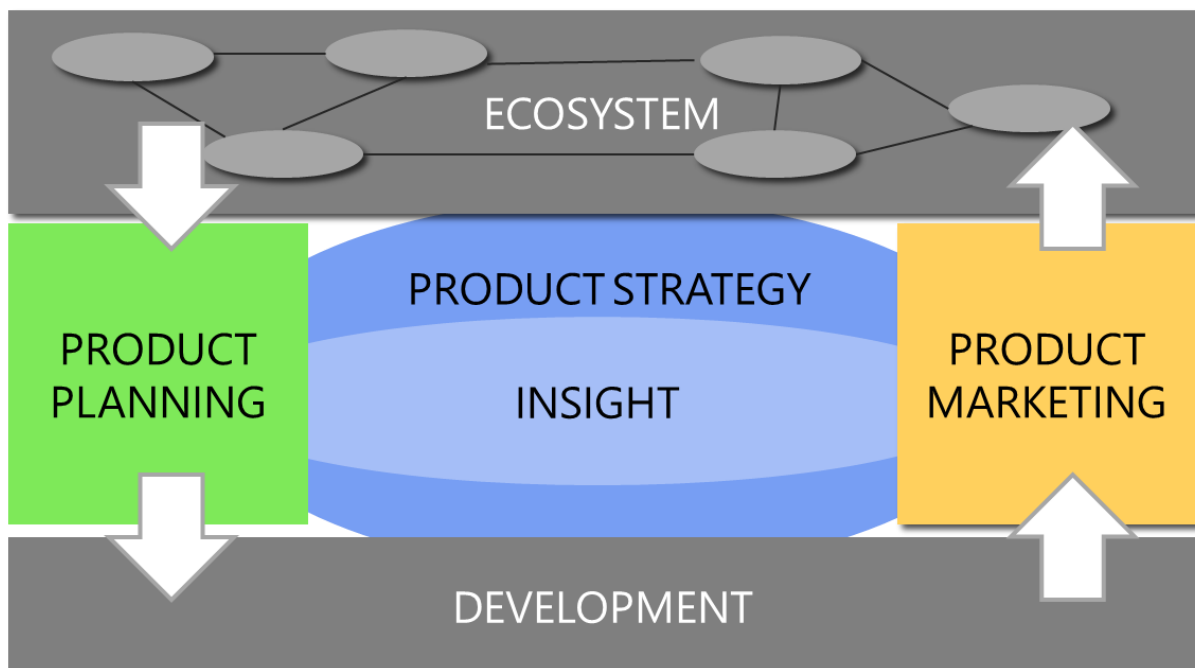 ECOSYSTEM
PRODUCT STRATEGY
PRODUCT
PLANNING
INSIGHT
PRODUCT
MARKETING
DEVELOPMENT